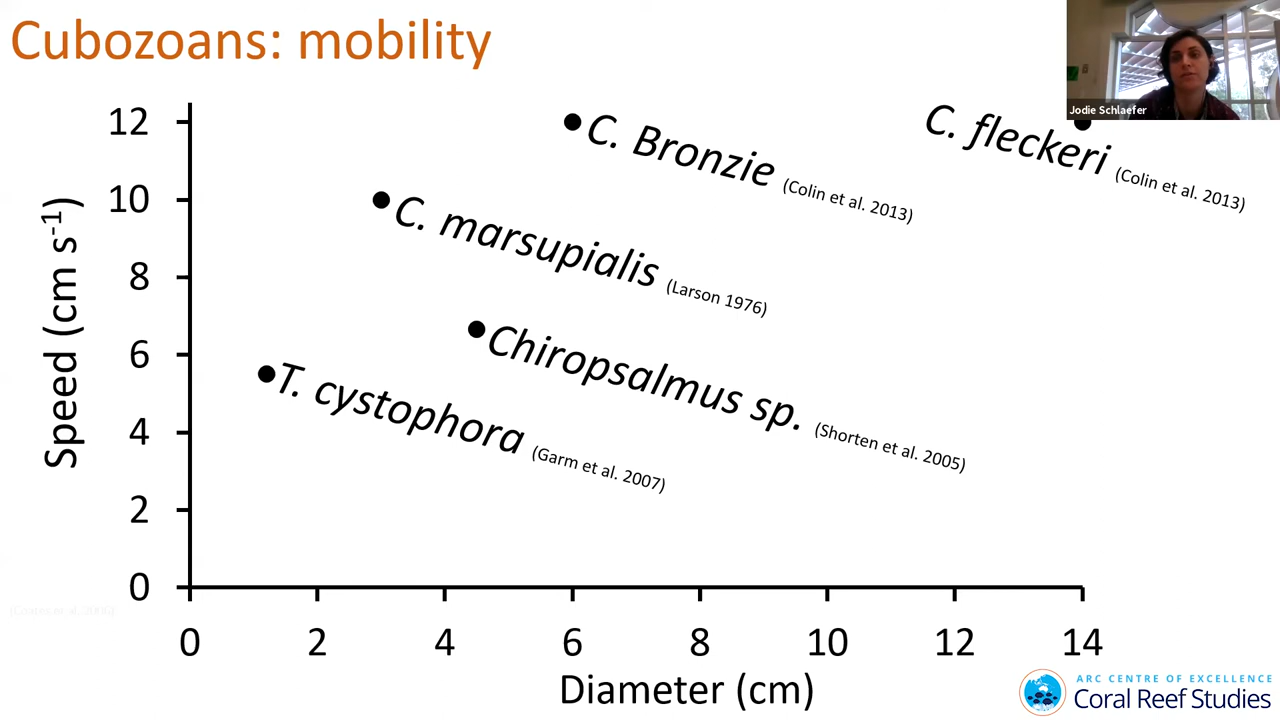 Cubozoans: mobility
Jodie Schlaefer
12
10
8
6
4
2
0
Speed (cm s⁻¹)
C. Bronzie (Colin et al. 2013)
C. fleckeri (Colin et al. 2013)
C. marsupialis (Larson 1976)
Chiropsalmus sp. (Shorten et al. 2005)
T. cystophora (Garm et al. 2007)
0 2 4 6 8 10 12 14
Diameter (cm)
ARC CENTRE OF EXCELLENCE
Coral Reef Studies